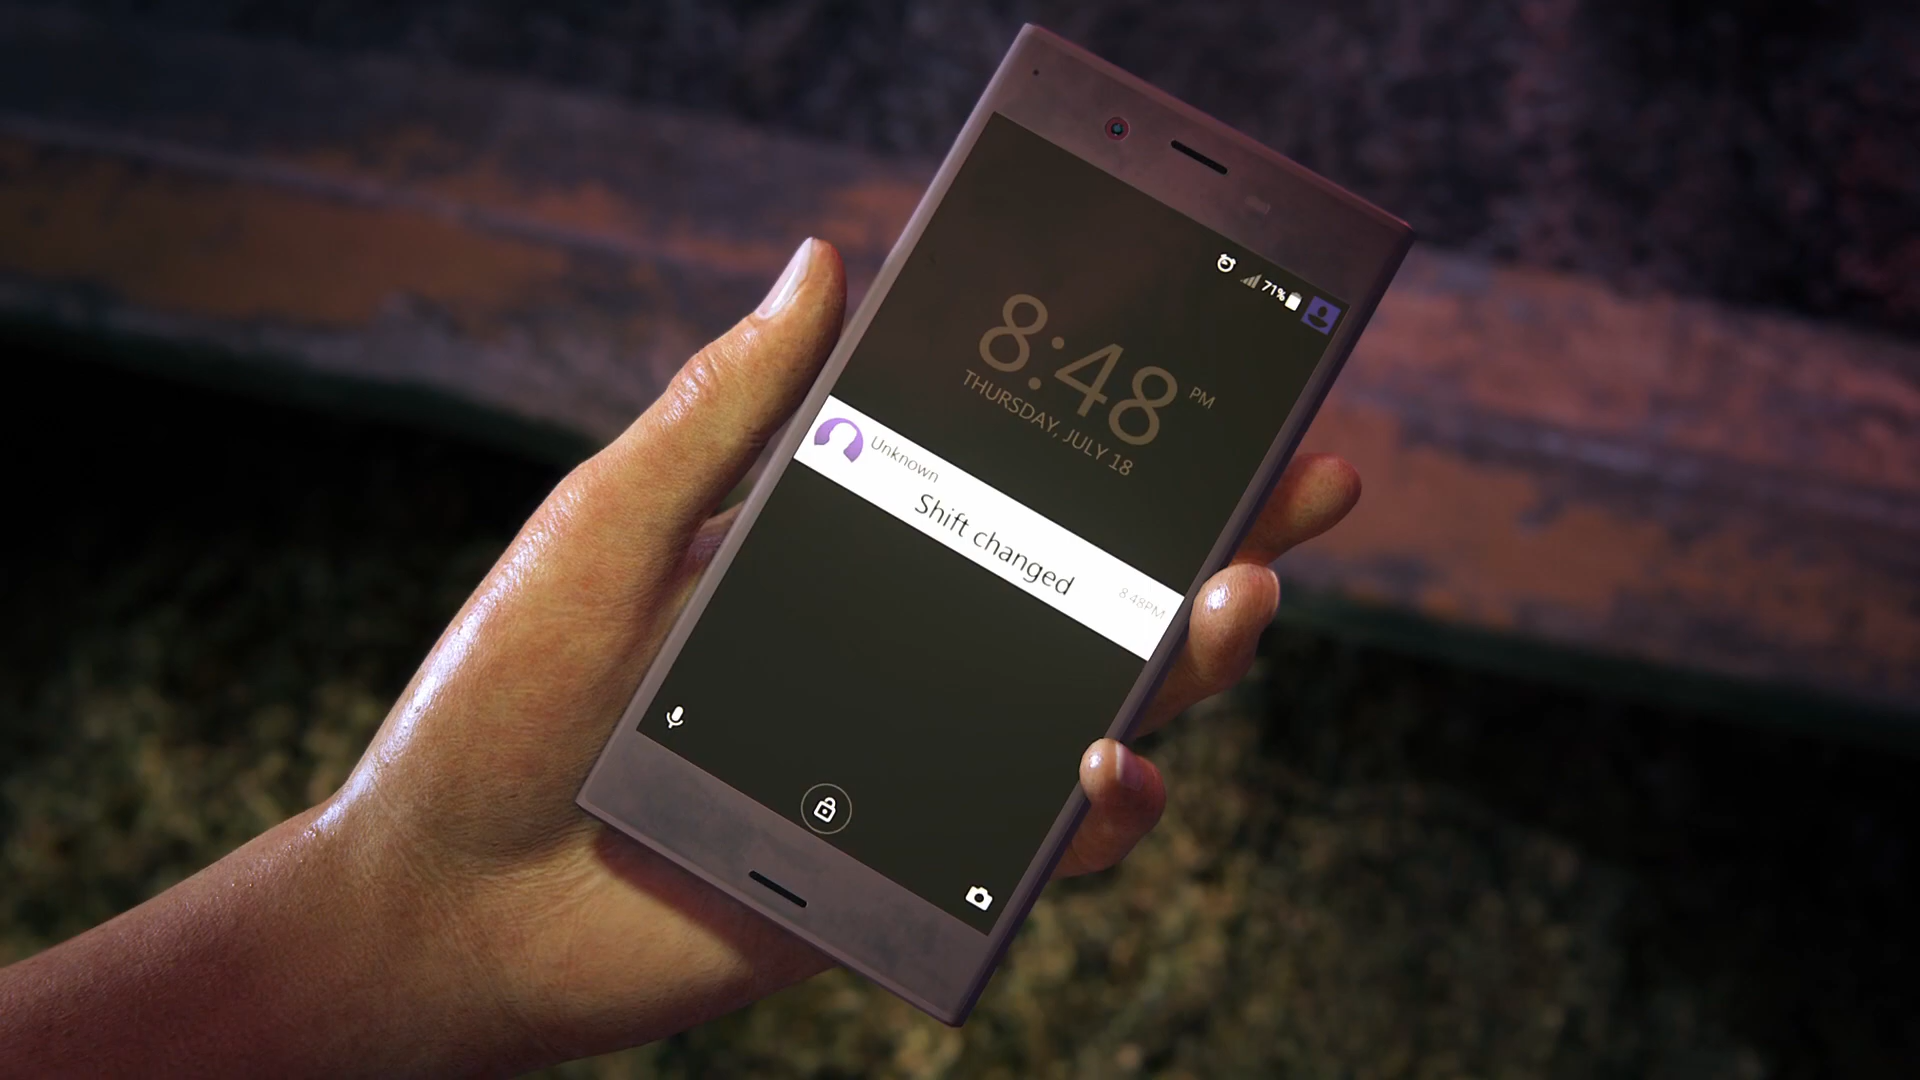 71%
8:48 PM
THURSDAY, JULY 18
Unknown
Shift changed
8:48PM